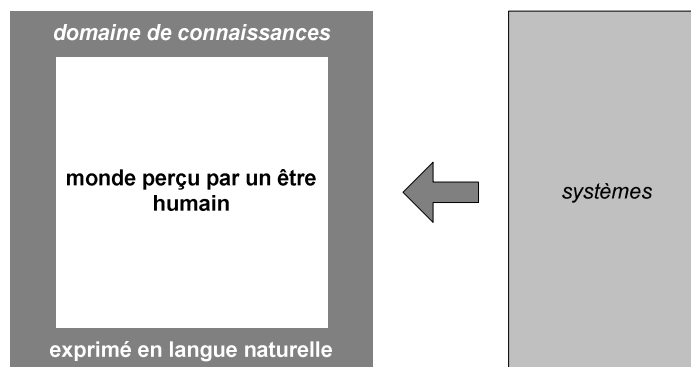 domaine de connaissances
monde perçu par un être
humain
exprimé en langue naturelle
systèmes